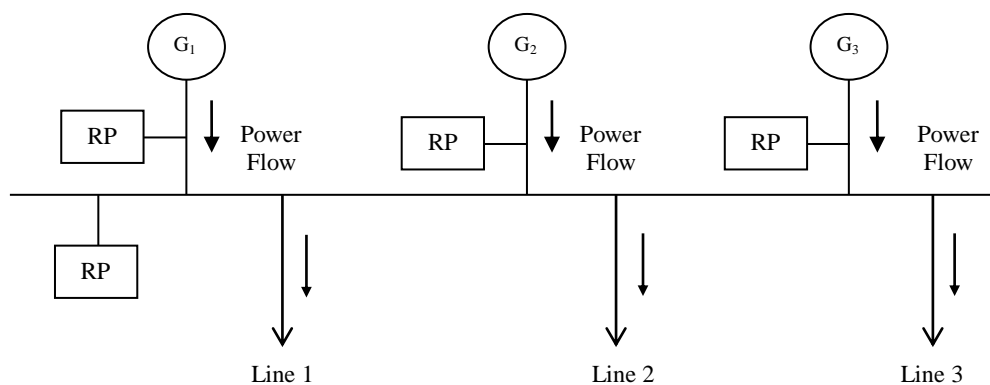 G₁
G₂
G₃
RP
Power
Flow
RP
Power
Flow
RP
Power
Flow
RP
Line 1
Line 2
Line 3